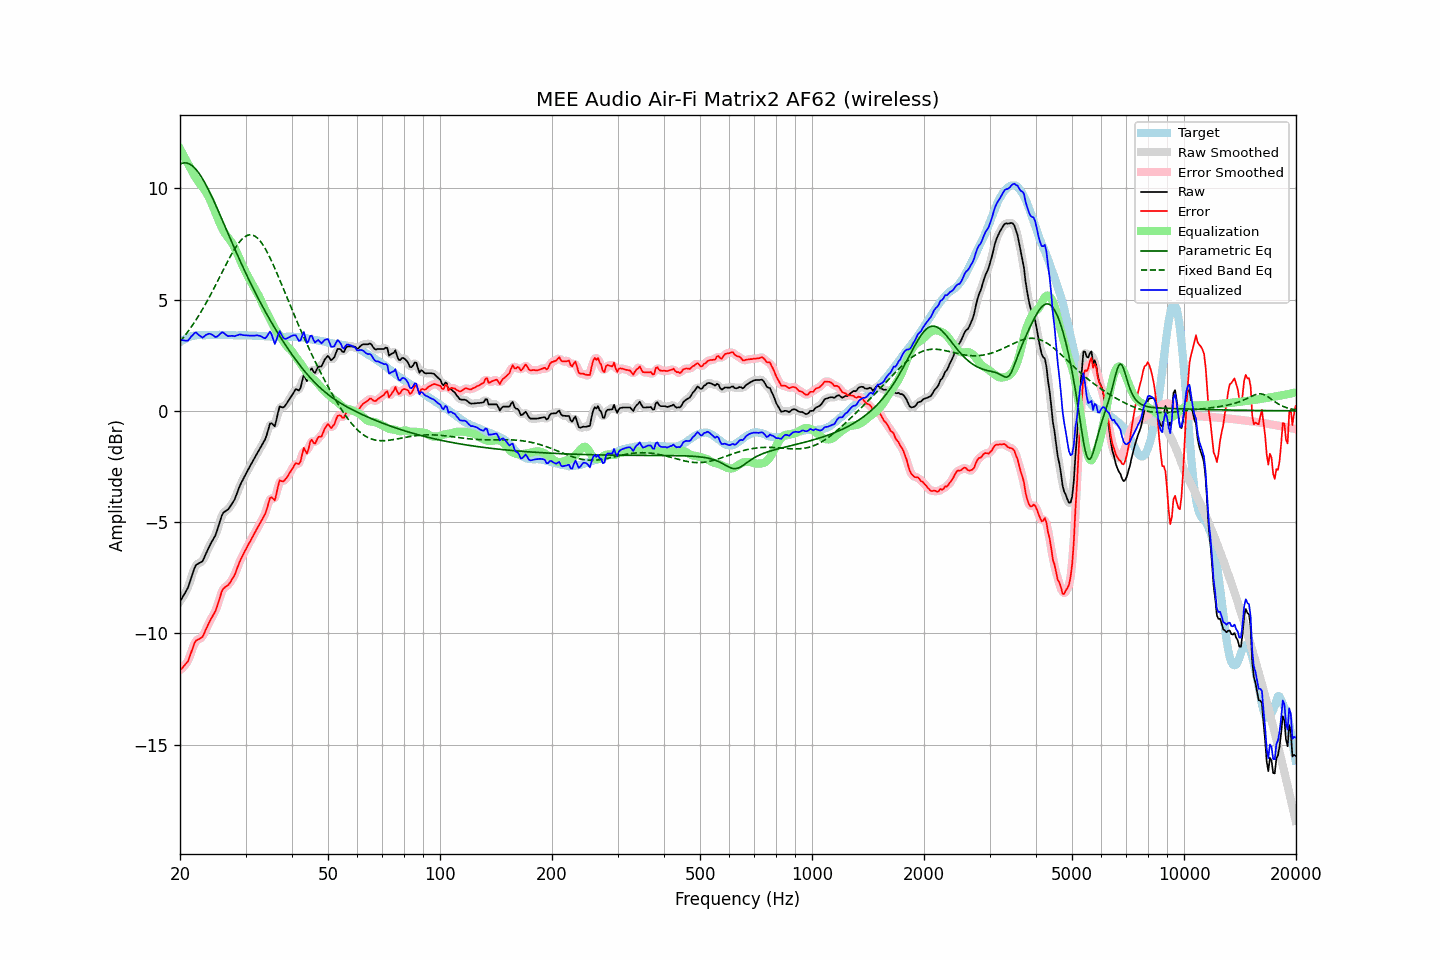 MEE Audio Air-Fi Matrix2 AF62 (wireless)
Target
Raw Smoothed
Error Smoothed
Raw
Error
Equalization
Parametric Eq
Fixed Band Eq
Equalized
Amplitude (dBr)
10
5
0
−5
−10
−15
20 50 100 200 500 1000 2000 5000 10000 20000
Frequency (Hz)